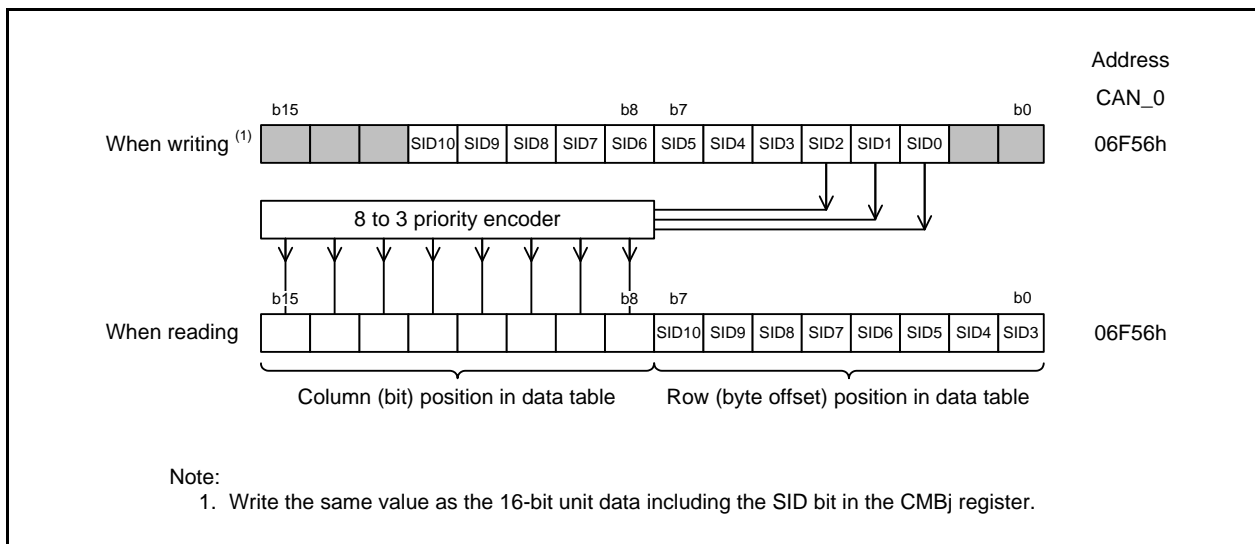 Address
CAN_0
b15 b8 b7 b0
When writing (1) SID10 SID9 SID8 SID7 SID6 SID5 SID4 SID3 SID2 SID1 SID0 06F56h
8 to 3 priority encoder
b15 b8 b7 b0
When reading SID10 SID9 SID8 SID7 SID6 SID5 SID4 SID3 06F56h
Column (bit) position in data table Row (byte offset) position in data table
Note:
1. Write the same value as the 16-bit unit data including the SID bit in the CMBj register.